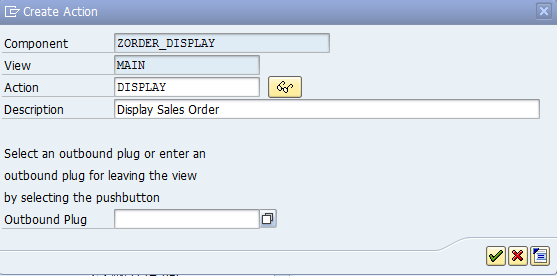 Create Action
Component ZORDER_DISPLAY
View MAIN
Action DISPLAY
Description Display Sales Order
Select an outbound plug or enter an
outbound plug for leaving the view
by selecting the pushbutton
Outbound Plug